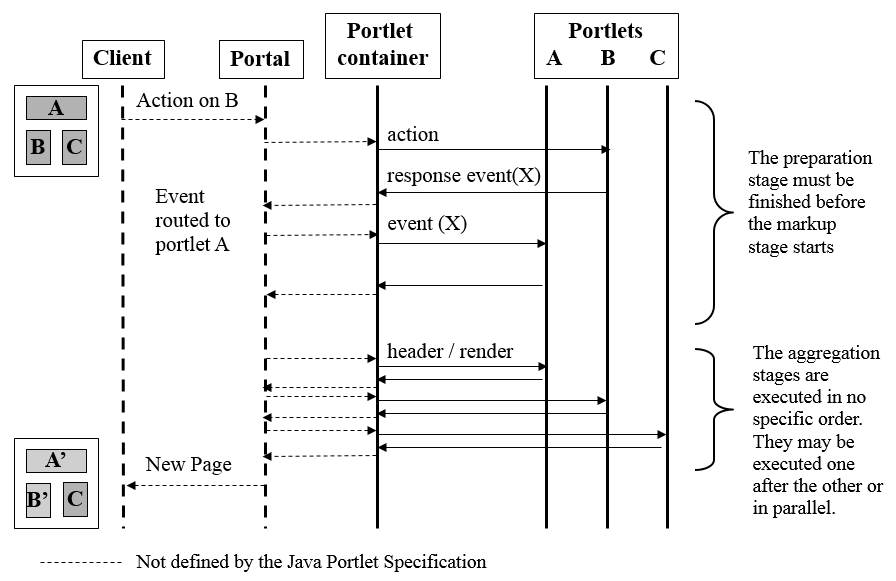 Client
Portal
Portlet
container
Portlets
A B C
A
B C
Action on B
action
response event(X)
Event
routed to
portlet A
event (X)
The preparation
stage must be
finished before
the markup
stage starts
header / render
The aggregation
stages are
executed in no
specific order.
They may be
executed one
after the other or
in parallel.
A’
B’ C
New Page
Not defined by the Java Portlet Specification